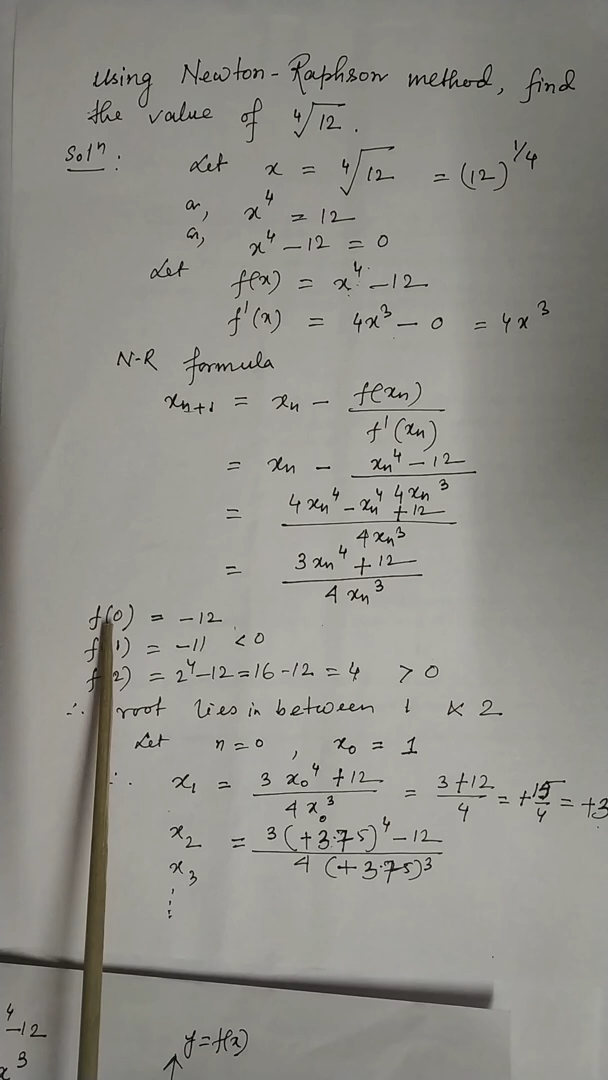 Using Newton-Raphson method, find
the value of ⁴√12.
Solⁿ: Let x = ⁴√12 = (12)^1/4
or, x⁴ = 12
or, x⁴ - 12 = 0
Let f(x) = x⁴ - 12
f'(x) = 4x³ - 0 = 4x³
N-R formula
xₙ₊₁ = xₙ - f(xₙ)/f'(xₙ)
= xₙ - (xₙ⁴ - 12)/(4xₙ³)
= (4xₙ⁴ - xₙ⁴ + 12)/(4xₙ³)
= (3xₙ⁴ + 12)/(4xₙ³)
f(0) = -12
f(1) = -11 < 0
f(2) = 2⁴-12 = 16-12 = 4 > 0
∴ root lies in between 1 & 2
Let n = 0, x₀ = 1
∴ x₁ = (3x₀⁴ + 12)/(4x₀³) = (3 + 12)/4 = +15/4 = +3
x₂ = (3(+3.75)⁴ - 12)/(4(+3.75)³)
x₃
⁴-12
x³
y = f(x)